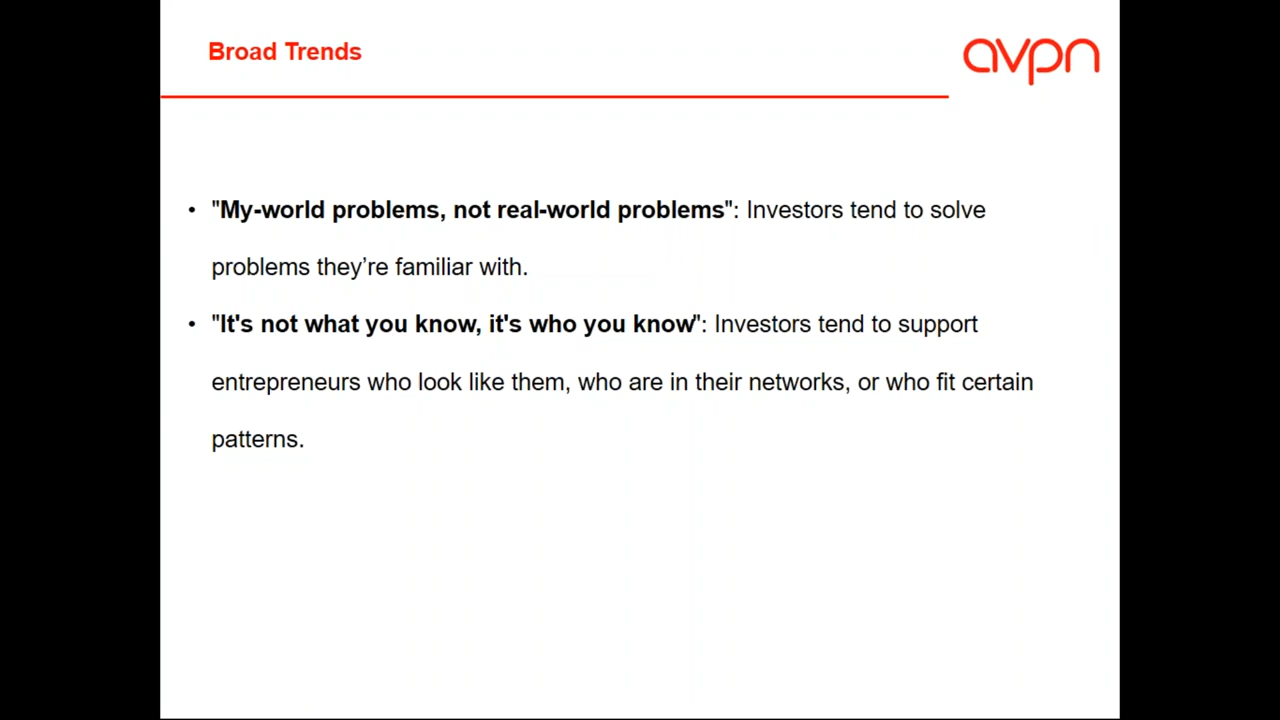 Broad Trends
avpn
• "My-world problems, not real-world problems": Investors tend to solve
problems they’re familiar with.
• "It's not what you know, it's who you know": Investors tend to support
entrepreneurs who look like them, who are in their networks, or who fit certain
patterns.